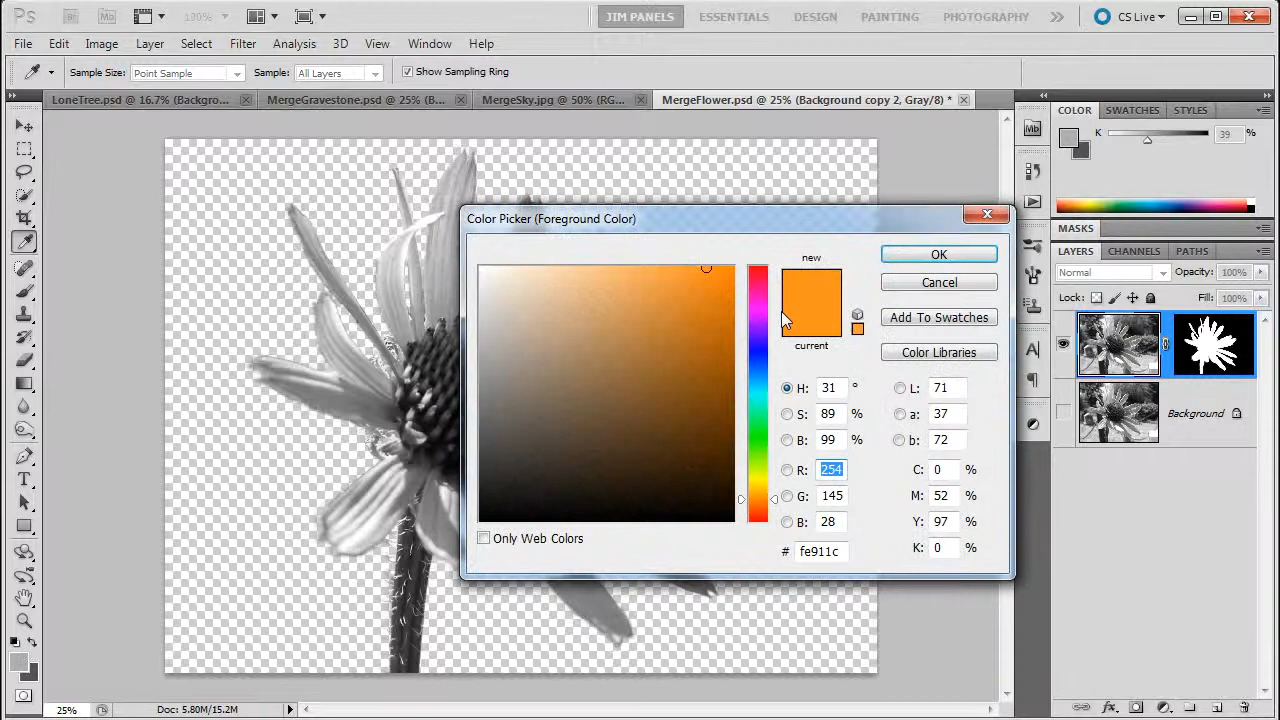 Ps Br Mb 100% JIM PANELS ESSENTIALS DESIGN PAINTING PHOTOGRAPHY CS Live
File Edit Image Layer Select Filter Analysis 3D View Window Help
Sample Size: Point Sample Sample: All Layers Show Sampling Ring
LoneTree.psd @ 16.7% (Backgro... MergeGravestone.psd @ 25% (B... MergeSky.jpg @ 50% (RG... MergeFlower.psd @ 25% (Background copy 2, Gray/8) *
COLOR SWATCHES STYLES
Mb
K 39 %
MASKS
LAYERS CHANNELS PATHS
Normal Opacity: 100%
Lock: Fill: 100%
Background
Color Picker (Foreground Color)
new
current
OK
Cancel
Add To Swatches
Color Libraries
H: 31 ° L: 71
S: 89 % a: 37
B: 99 % b: 72
R: 254 C: 0 %
G: 145 M: 52 %
B: 28 Y: 97 %
# fe911c K: 0 %
Only Web Colors
25% Doc: 5.80M/15.2M